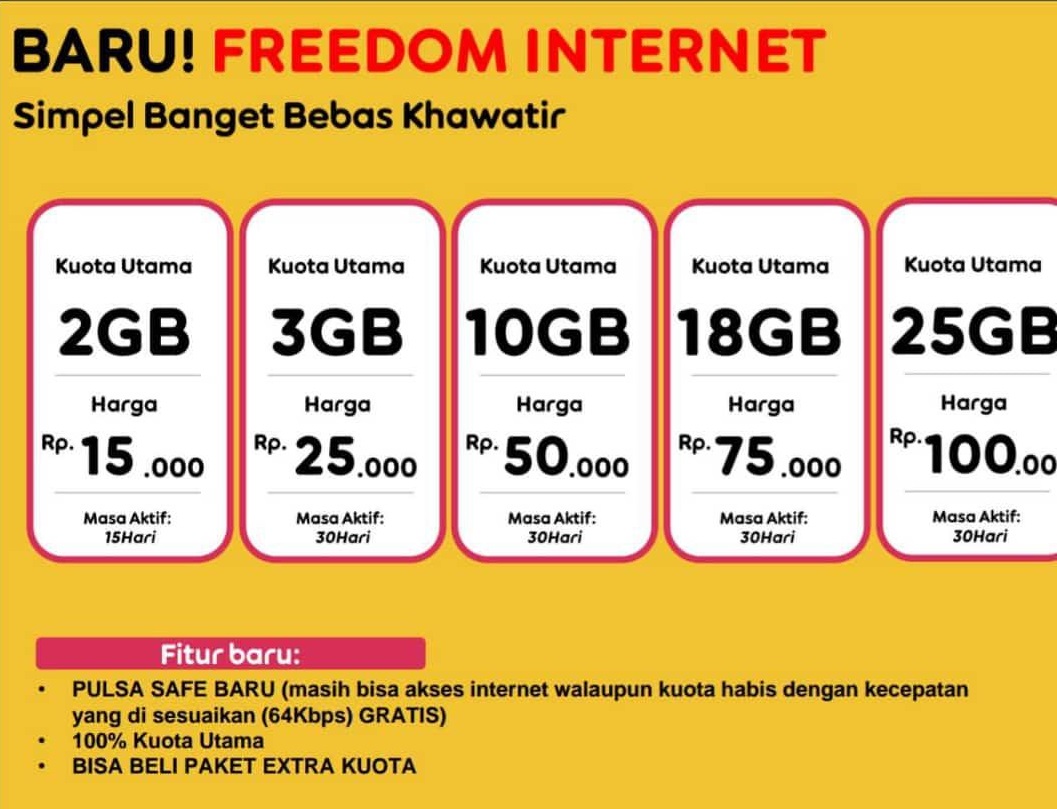 BARU! FREEDOM INTERNET
Simpel Banget Bebas Khawatir
Kuota Utama
2GB
Harga
Rp. 15.000
Masa Aktif:
15Hari
Kuota Utama
3GB
Harga
Rp. 25.000
Masa Aktif:
30Hari
Kuota Utama
10GB
Harga
Rp. 50.000
Masa Aktif:
30Hari
Kuota Utama
18GB
Harga
Rp. 75.000
Masa Aktif:
30Hari
Kuota Utama
25GB
Harga
Rp. 100.00
Masa Aktif:
30Hari
Fitur baru:
• PULSA SAFE BARU (masih bisa akses internet walaupun kuota habis dengan kecepatan
yang di sesuaikan (64Kbps) GRATIS)
• 100% Kuota Utama
• BISA BELI PAKET EXTRA KUOTA